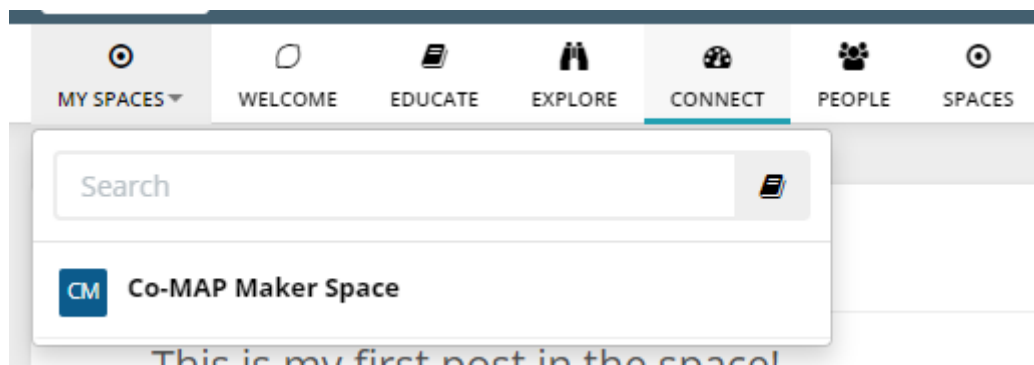 MY SPACES WELCOME EDUCATE EXPLORE CONNECT PEOPLE SPACES
Search
CM Co-MAP Maker Space
This is my first post in the space!